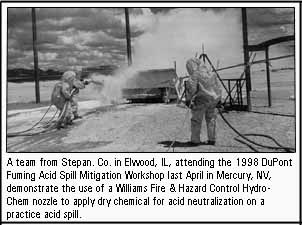 A team from Stepan. Co. in Elwood, IL, attending the 1998 DuPont
Fuming Acid Spill Mitigation Workshop last April in Mercury, NV,
demonstrate the use of a Williams Fire & Hazard Control Hydro-
Chem nozzle to apply dry chemical for acid neutralization on a
practice acid spill.